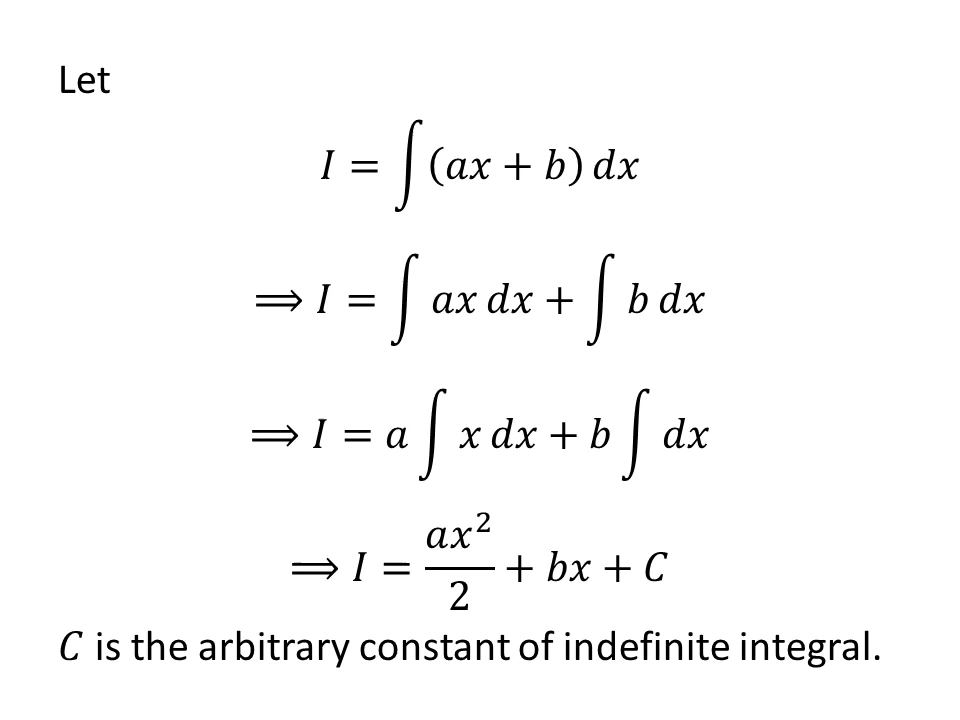 Let
𝐼 = ∫(𝑎𝑥 + 𝑏) 𝑑𝑥
⟹ 𝐼 = ∫ 𝑎𝑥 𝑑𝑥 + ∫ 𝑏 𝑑𝑥
⟹ 𝐼 = 𝑎 ∫ 𝑥 𝑑𝑥 + 𝑏 ∫ 𝑑𝑥
⟹ 𝐼 = 𝑎𝑥²/2 + 𝑏𝑥 + 𝐶
𝐶 is the arbitrary constant of indefinite integral.